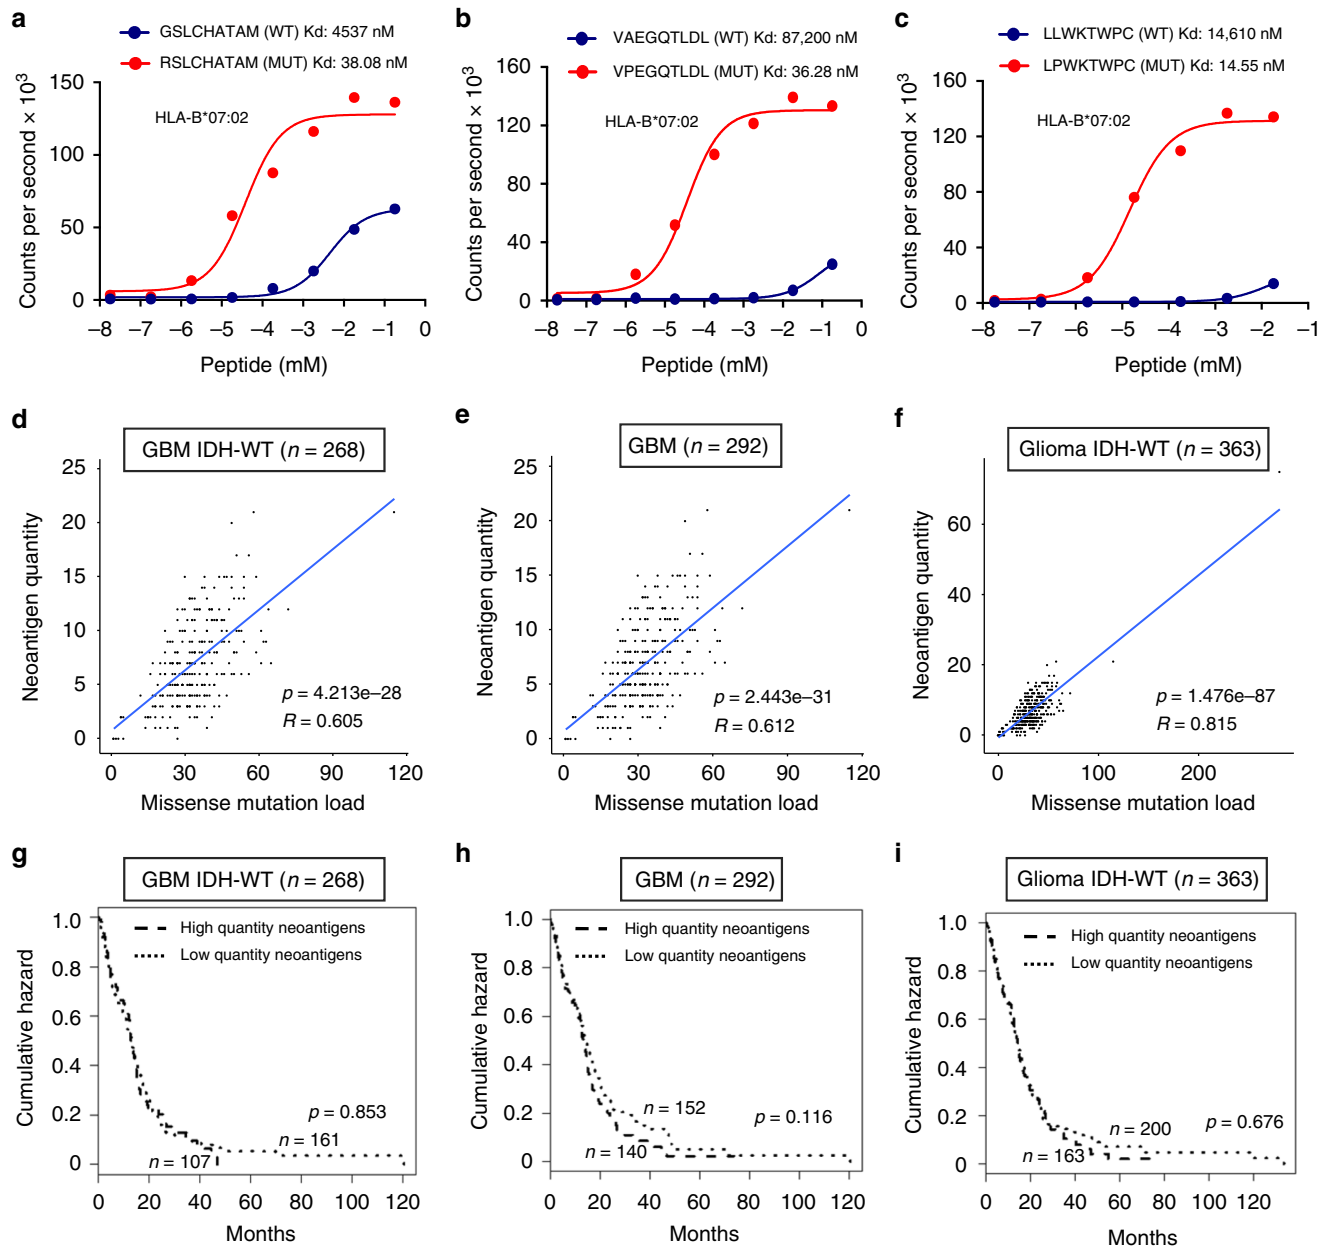 a
GSLCHATAM (WT) Kd: 4537 nM
RSLCHATAM (MUT) Kd: 38.08 nM
HLA-B*07:02
Counts per second × 10³
150
100
50
0
–8 –7 –6 –5 –4 –3 –2 –1 0
Peptide (mM)
b
VAEGQTLDL (WT) Kd: 87,200 nM
VPEGQTLDL (MUT) Kd: 36.28 nM
HLA-B*07:02
Counts per second × 10³
160
120
80
40
0
–8 –7 –6 –5 –4 –3 –2 –1 0
Peptide (mM)
c
LLWKTWPC (WT) Kd: 14,610 nM
LPWKTWPC (MUT) Kd: 14.55 nM
HLA-B*07:02
Counts per second × 10³
160
120
80
40
0
–8 –7 –6 –5 –4 –3 –2 –1
Peptide (mM)
d
GBM IDH-WT (n = 268)
Neoantigen quantity
25
20
15
10
5
0
p = 4.213e–28
R = 0.605
0 30 60 90 120
Missense mutation load
e
GBM (n = 292)
Neoantigen quantity
25
20
15
10
5
0
p = 2.443e–31
R = 0.612
0 30 60 90 120
Missense mutation load
f
Glioma IDH-WT (n = 363)
Neoantigen quantity
60
40
20
0
p = 1.476e–87
R = 0.815
0 100 200
Missense mutation load
g
GBM IDH-WT (n = 268)
High quantity neoantigens
Low quantity neoantigens
Cumulative hazard
1.0
0.8
0.6
0.4
0.2
0
p = 0.853
n = 161
n = 107
0 20 40 60 80 100 120
Months
h
GBM (n = 292)
High quantity neoantigens
Low quantity neoantigens
Cumulative hazard
1.0
0.8
0.6
0.4
0.2
0
n = 152
p = 0.116
n = 140
0 20 40 60 80 100 120
Months
i
Glioma IDH-WT (n = 363)
High quantity neoantigens
Low quantity neoantigens
Cumulative hazard
1.0
0.8
0.6
0.4
0.2
0
n = 200
p = 0.676
n = 163
0 20 40 60 80 100 120
Months